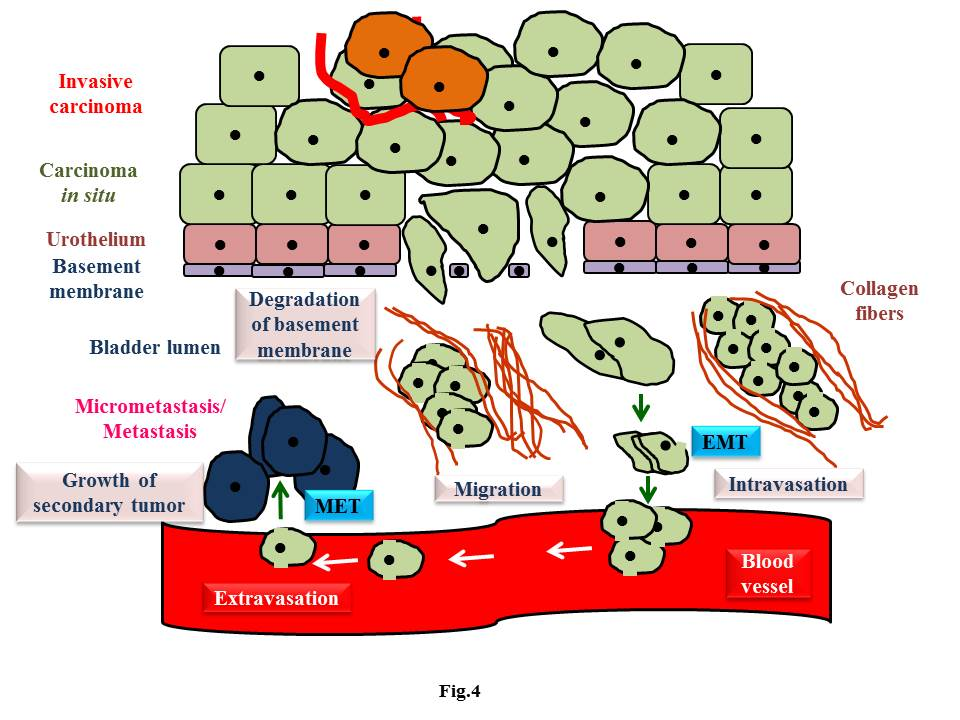 Invasive
carcinoma
Carcinoma
in situ
Urothelium
Basement
membrane
Degradation
of basement
membrane
Collagen
fibers
Bladder lumen
Micrometastasis/
Metastasis
EMT
Growth of
secondary tumor
MET
Migration
Intravasation
Blood
vessel
Extravasation
Fig.4